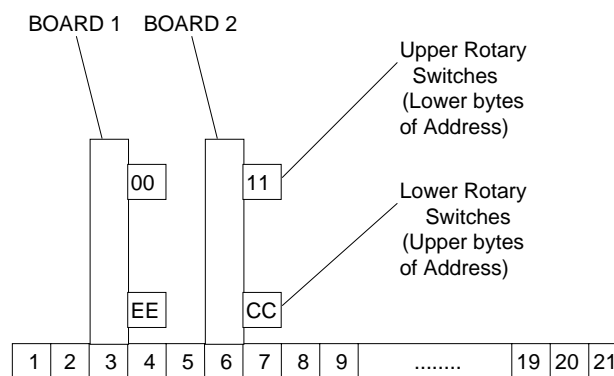 BOARD 1 BOARD 2
Upper Rotary
Switches
(Lower bytes
of Address)
00 11
Lower Rotary
Switches
(Upper bytes
of Address)
EE CC
1 2 3 4 5 6 7 8 9 ........ 19 20 21